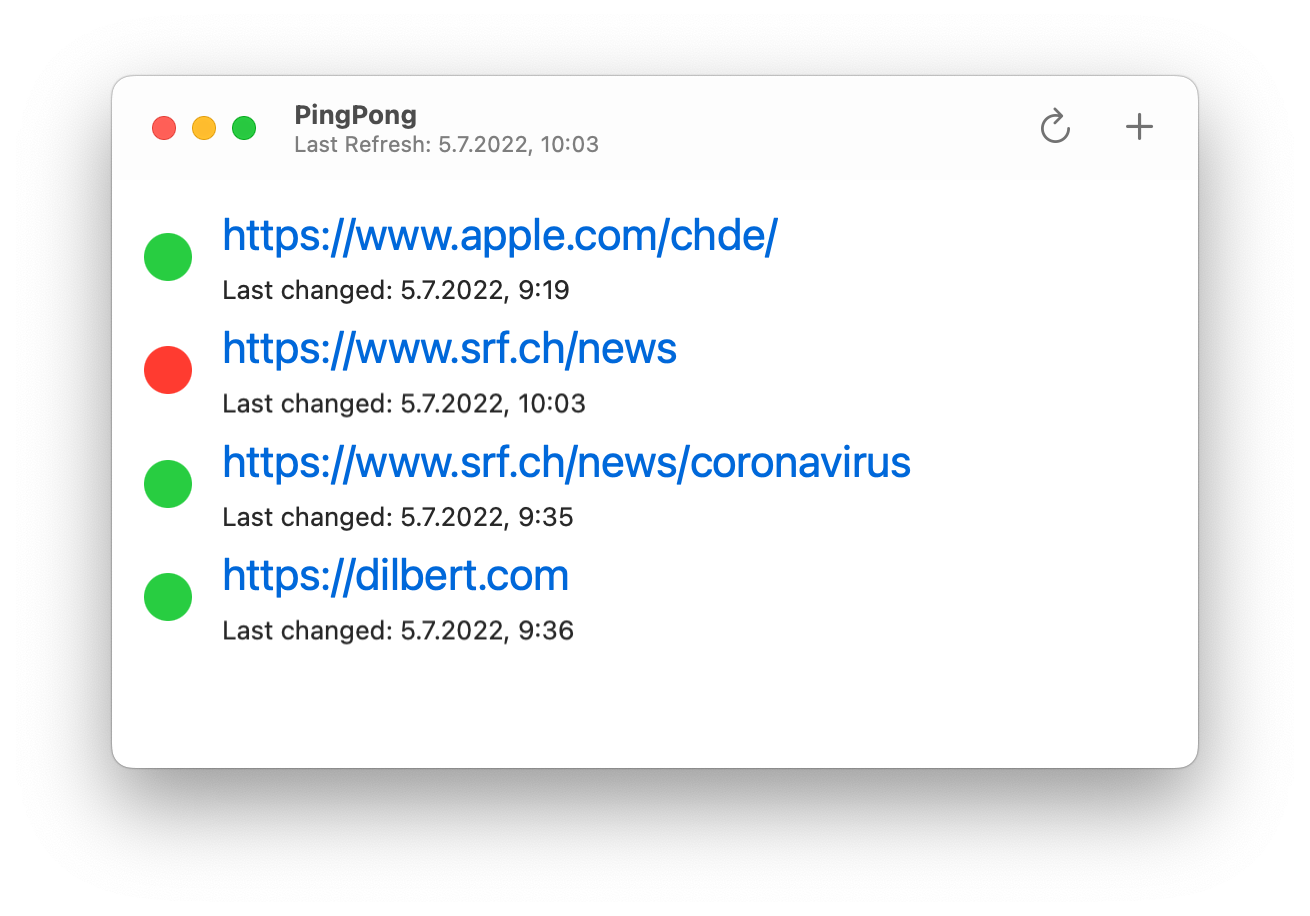 PingPong
Last Refresh: 5.7.2022, 10:03
https://www.apple.com/chde/
Last changed: 5.7.2022, 9:19
https://www.srf.ch/news
Last changed: 5.7.2022, 10:03
https://www.srf.ch/news/coronavirus
Last changed: 5.7.2022, 9:35
https://dilbert.com
Last changed: 5.7.2022, 9:36